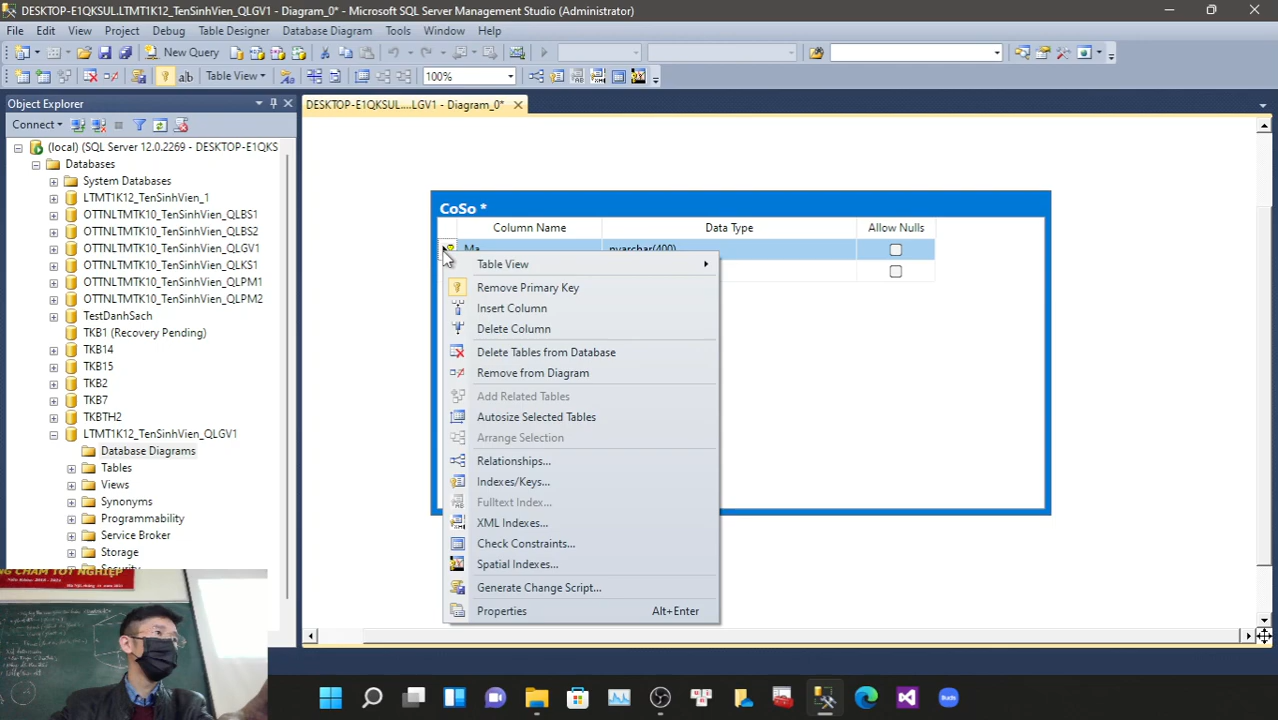 DESKTOP-E1QKSUL.LTMT1K12_TenSinhVien_QLGV1 - Diagram_0* - Microsoft SQL Server Management Studio (Administrator)
File Edit View Project Debug Table Designer Database Diagram Tools Window Help
New Query
ab Table View 100%
Object Explorer
DESKTOP-E1QKSUL....LGV1 - Diagram_0*
Connect
(local) (SQL Server 12.0.2269 - DESKTOP-E1QKS
Databases
System Databases
LTMT1K12_TenSinhVien_1
OTTNLTMTK10_TenSinhVien_QLBS1
OTTNLTMTK10_TenSinhVien_QLBS2
OTTNLTMTK10_TenSinhVien_QLGV1
OTTNLTMTK10_TenSinhVien_QLKS1
OTTNLTMTK10_TenSinhVien_QLPM1
OTTNLTMTK10_TenSinhVien_QLPM2
TestDanhSach
TKB1 (Recovery Pending)
TKB14
TKB15
TKB2
TKB7
TKBTH2
LTMT1K12_TenSinhVien_QLGV1
Database Diagrams
Tables
Views
Synonyms
Programmability
Service Broker
Storage
Security
CoSo *
Column Name Data Type Allow Nulls
Ma nvarchar(400)
Table View
Remove Primary Key
Insert Column
Delete Column
Delete Tables from Database
Remove from Diagram
Add Related Tables
Autosize Selected Tables
Arrange Selection
Relationships...
Indexes/Keys...
Fulltext Index...
XML Indexes...
Check Constraints...
Spatial Indexes...
Generate Change Script...
Properties Alt+Enter